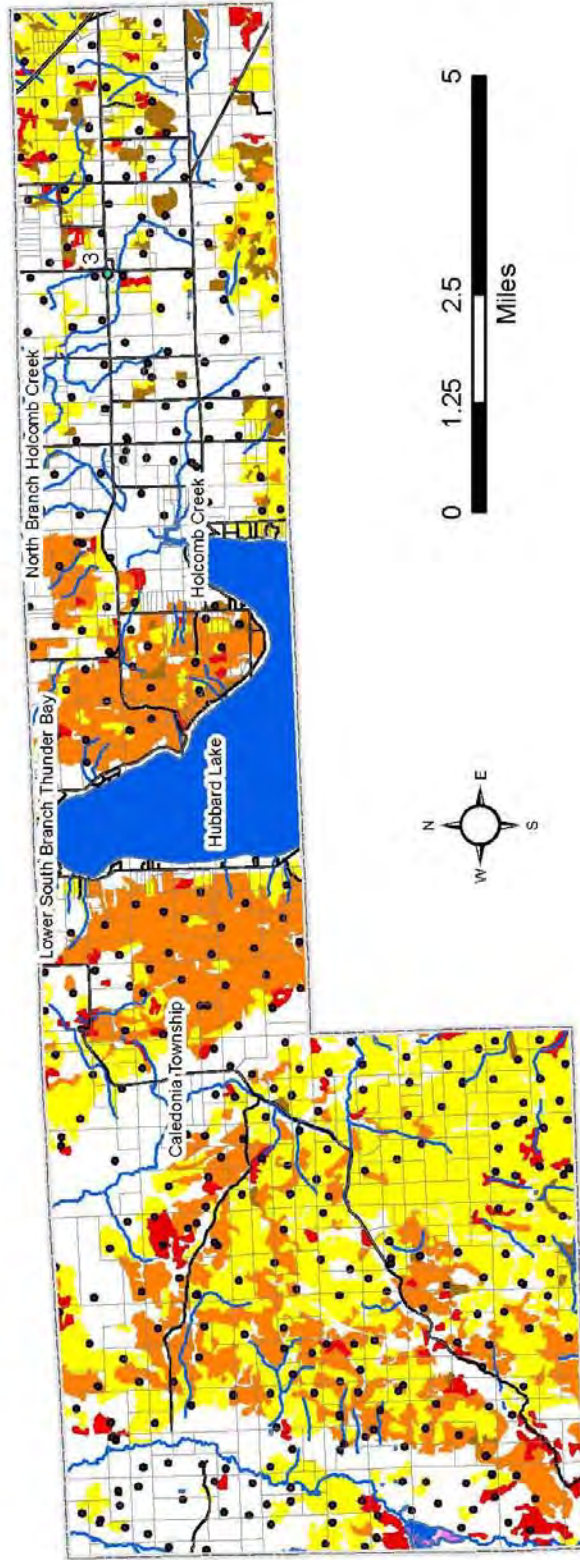 Lower South Branch Thunder Bay
North Branch Holcomb Creek
3
Caledonia Township
Hubbard Lake
Holcomb Creek
N
W
E
S
0
1.25
2.5
5
Miles